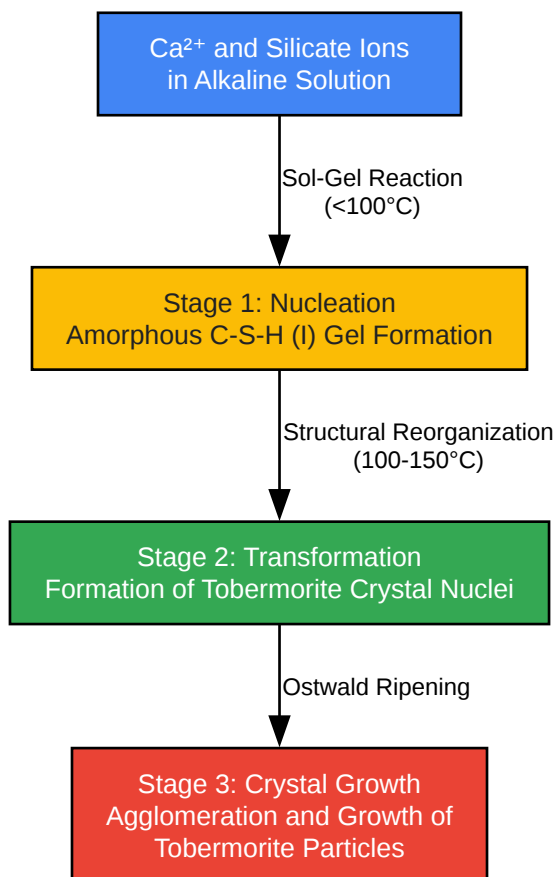 Ca²⁺ and Silicate Ions
in Alkaline Solution
Sol-Gel Reaction
(<100°C)
Stage 1: Nucleation
Amorphous C-S-H (I) Gel Formation
Structural Reorganization
(100-150°C)
Stage 2: Transformation
Formation of Tobermorite Crystal Nuclei
Ostwald Ripening
Stage 3: Crystal Growth
Agglomeration and Growth of
Tobermorite Particles